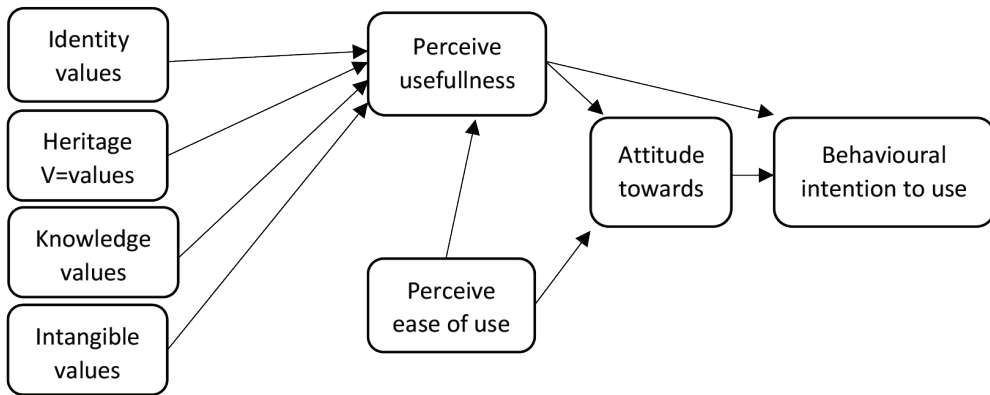 Identity
values
Heritage
V=values
Knowledge
values
Intangible
values
Perceive
usefullness
Perceive
ease of use
Attitude
towards
Behavioural
intention to use